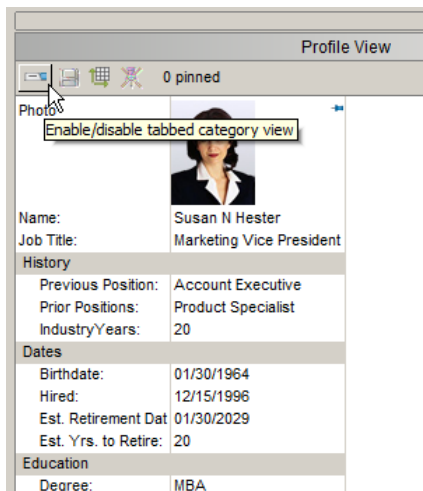 Profile View
0 pinned
Photo
Enable/disable tabbed category view
Name: Susan N Hester
Job Title: Marketing Vice President
History
Previous Position: Account Executive
Prior Positions: Product Specialist
IndustryYears: 20
Dates
Birthdate: 01/30/1964
Hired: 12/15/1996
Est. Retirement Dat 01/30/2029
Est. Yrs. to Retire: 20
Education
Degree: MBA